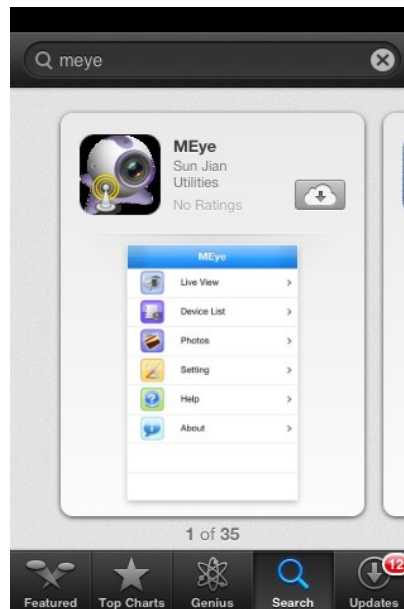 meye
MEye
Sun Jian
Utilities
No Ratings
MEye
Live View
Device List
Photos
Setting
Help
About
1 of 35
12
Featured
Top Charts
Genius
Search
Updates